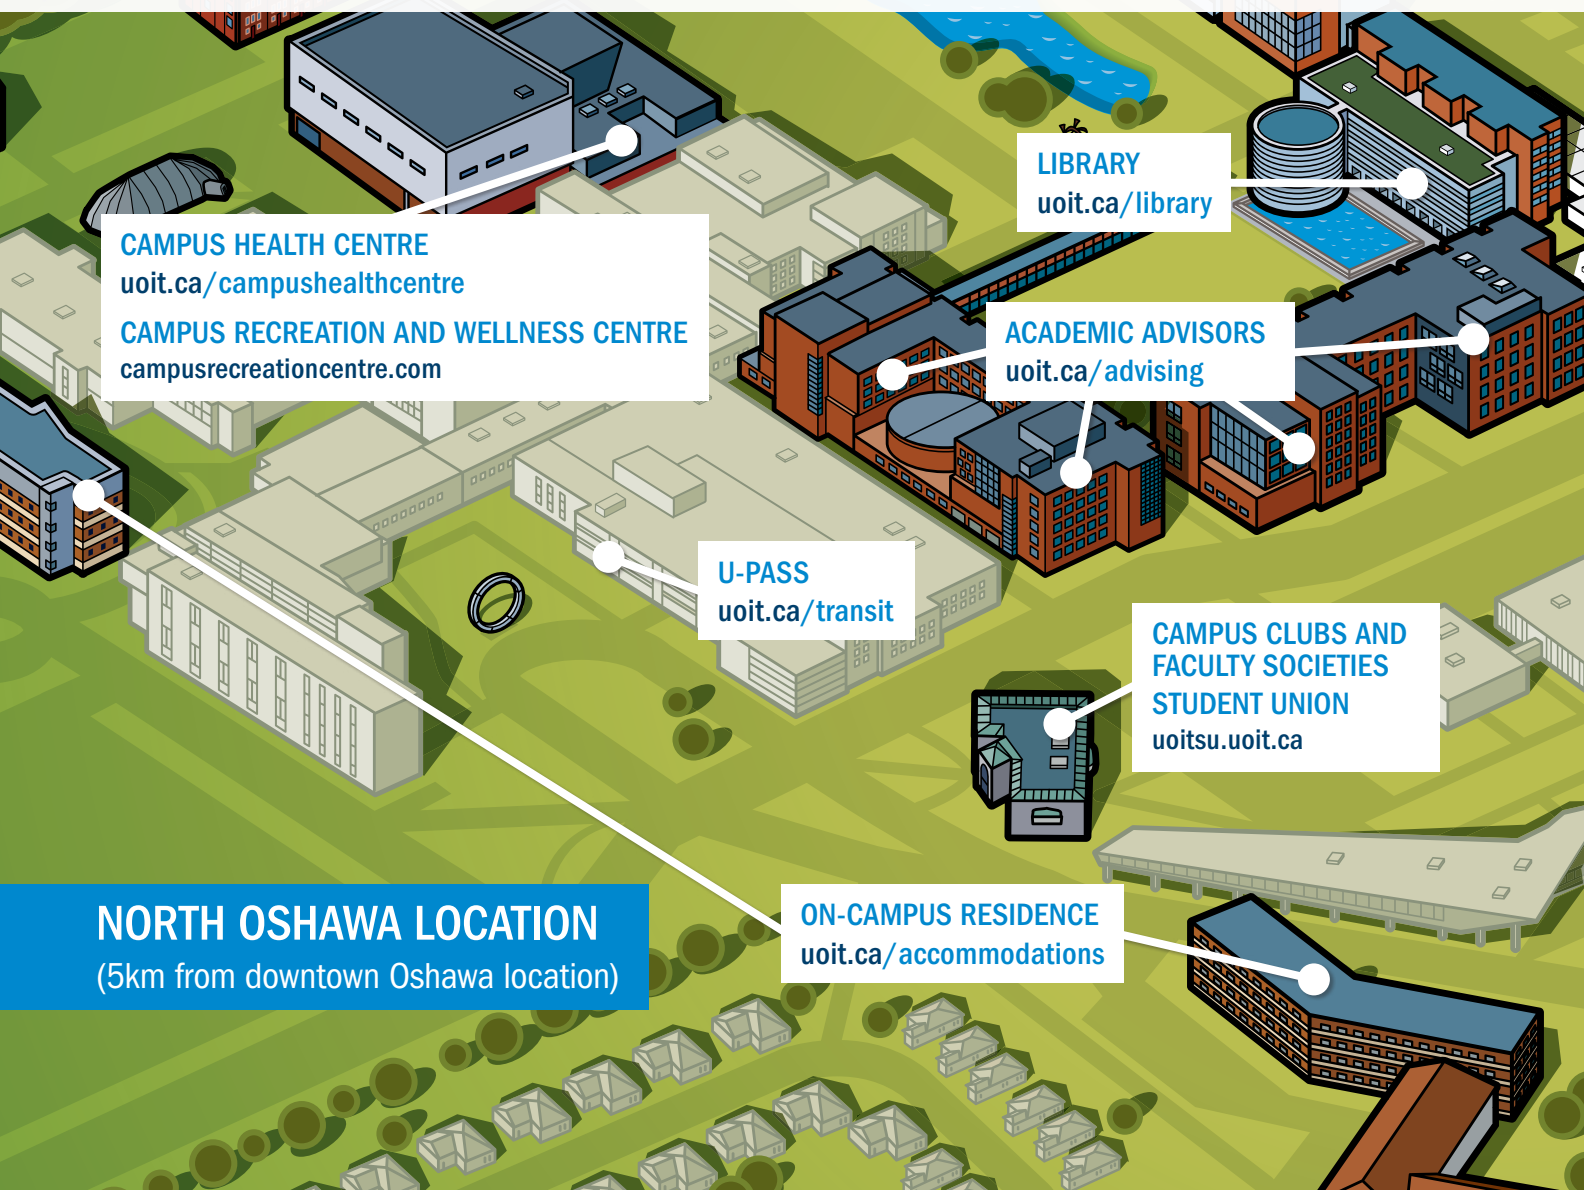 LIBRARY
uoit.ca/library
CAMPUS HEALTH CENTRE
uoit.ca/campushealthcentre
CAMPUS RECREATION AND WELLNESS CENTRE
campusrecreationcentre.com
ACADEMIC ADVISORS
uoit.ca/advising
U-PASS
uoit.ca/transit
CAMPUS CLUBS AND
FACULTY SOCIETIES
STUDENT UNION
uoitsu.uoit.ca
NORTH OSHAWA LOCATION
(5km from downtown Oshawa location)
ON-CAMPUS RESIDENCE
uoit.ca/accommodations